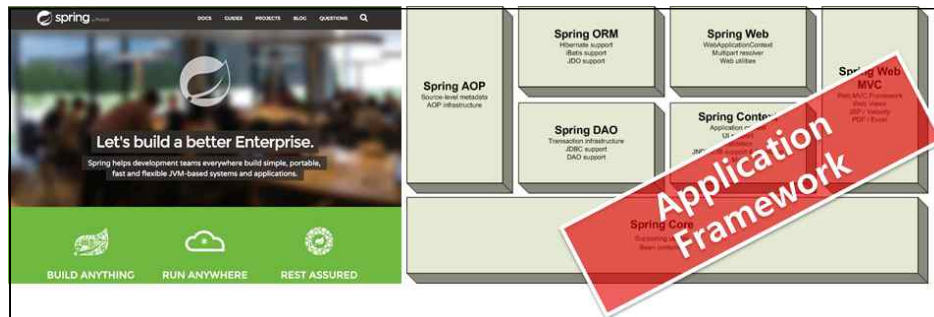 spring
DOCS GUIDES PROJECTS BLOG QUESTIONS
Let's build a better Enterprise.
Spring helps development teams everywhere build simple, portable,
fast and flexible JVM-based systems and applications.
BUILD ANYTHING RUN ANYWHERE REST ASSURED
Spring AOP
Source-level metadata
AOP infrastructure
Spring ORM
Hibernate support
iBatis support
JDO support
Spring DAO
Transaction infrastructure
JDBC support
DAO support
Spring Web
WebApplicationContext
Multipart resolver
Web utilities
Spring Context
Application
Spring Web
MVC
Web MVC Framework
Web Views
JSP / Velocity
PDF / Excel
Spring Core
Supporting
Bean container
Application
Framework